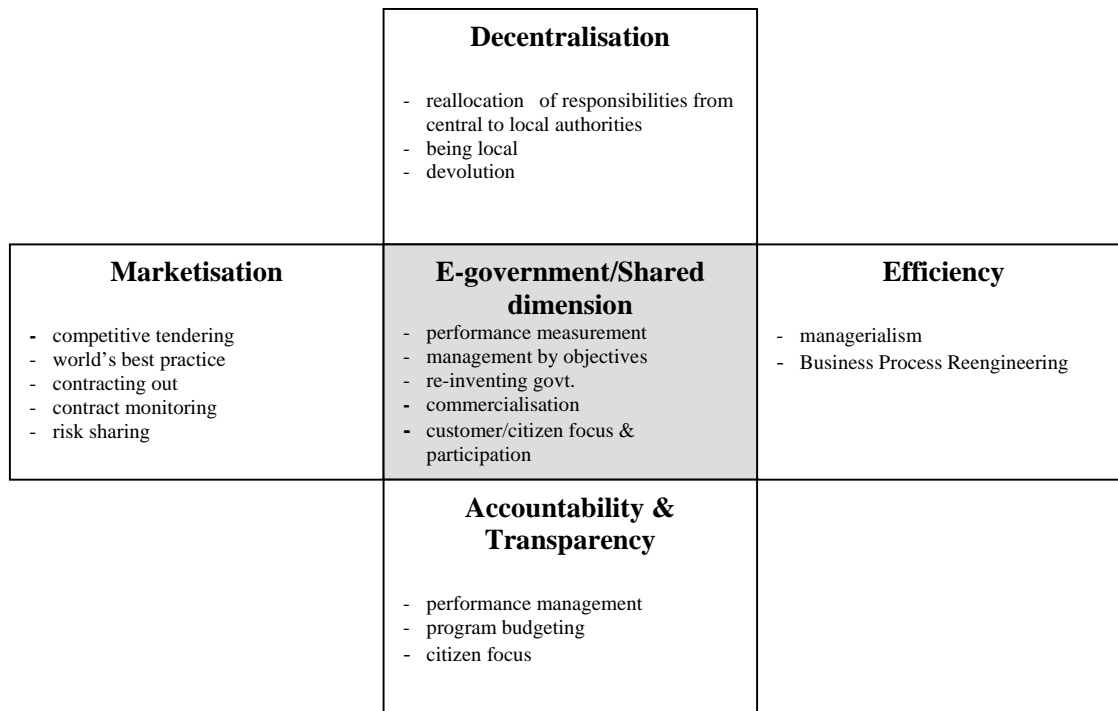 Decentralisation
- reallocation of responsibilities from
central to local authorities
- being local
- devolution
Marketisation
- competitive tendering
- world's best practice
- contracting out
- contract monitoring
- risk sharing
E-government/Shared
dimension
- performance measurement
- management by objectives
- re-inventing govt.
- commercialisation
- customer/citizen focus &
participation
Efficiency
- managerialism
- Business Process Reengineering
Accountability &
Transparency
- performance management
- program budgeting
- citizen focus